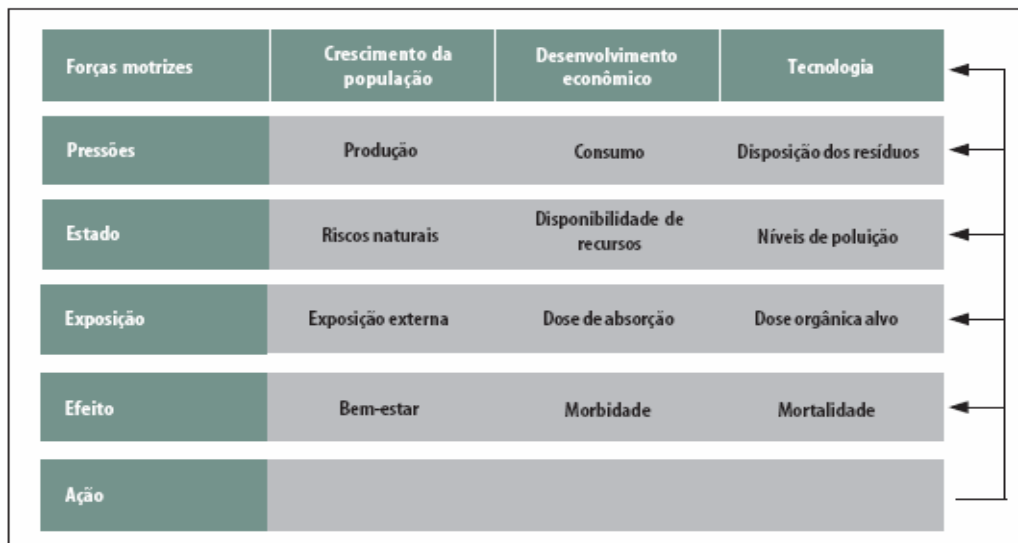 Forças motrizes
Crescimento da
população
Desenvolvimento
econômico
Tecnologia
Pressões
Produção
Consumo
Disposição dos resíduos
Estado
Riscos naturais
Disponibilidade de
recursos
Níveis de poluição
Exposição
Exposição externa
Dose de absorção
Dose orgânica alvo
Efeito
Bem-estar
Morbidade
Mortalidade
Ação